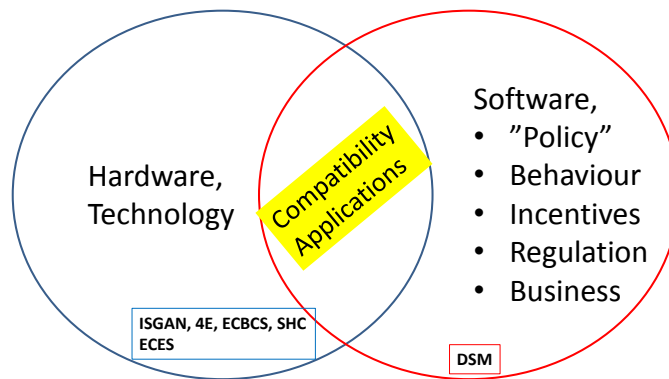 Hardware,
Technology
Compatibility
Applications
Software,
• ”Policy”
• Behaviour
• Incentives
• Regulation
• Business
ISGAN, 4E, ECBCS, SHC
ECES
DSM